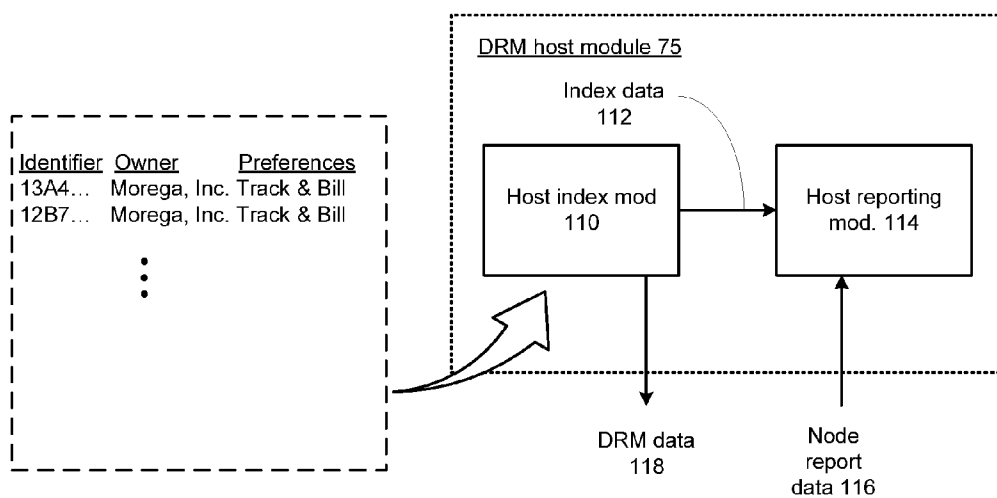 DRM host module 75
Index data
112
Identifier Owner Preferences
13A4... Morega, Inc. Track & Bill
12B7... Morega, Inc. Track & Bill
Host index mod
110
Host reporting
mod. 114
DRM data
118
Node
report
data 116